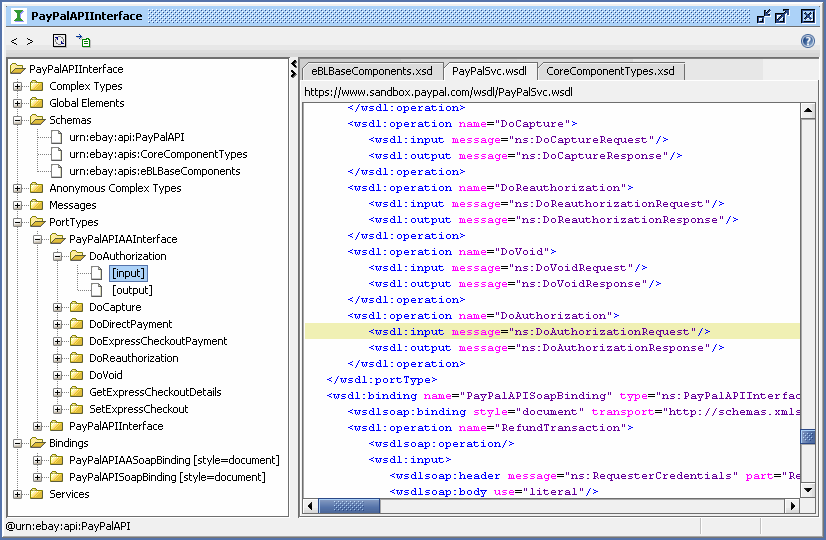 PayPalAPIInterface
< >
PayPalAPIInterface
Complex Types
Global Elements
Schemas
urn:ebay:api:PayPalAPI
urn:ebay:apis:CoreComponentTypes
urn:ebay:apis:eBLBaseComponents
Anonymous Complex Types
Messages
PortTypes
PayPalAPIAAInterface
DoAuthorization
[input]
[output]
DoCapture
DoDirectPayment
DoExpressCheckoutPayment
DoReauthorization
DoVoid
GetExpressCheckoutDetails
SetExpressCheckout
PayPalAPIInterface
Bindings
PayPalAPIAASoapBinding [style=document]
PayPalAPISoapBinding [style=document]
Services
eBLBaseComponents.xsd PayPalSvc.wsdl CoreComponentTypes.xsd
https://www.sandbox.paypal.com/wsdl/PayPalSvc.wsdl
</wsdl:operation>
<wsdl:operation name="DoCapture">
<wsdl:input message="ns:DoCaptureRequest"/>
<wsdl:output message="ns:DoCaptureResponse"/>
</wsdl:operation>
<wsdl:operation name="DoReauthorization">
<wsdl:input message="ns:DoReauthorizationRequest"/>
<wsdl:output message="ns:DoReauthorizationResponse"/>
</wsdl:operation>
<wsdl:operation name="DoVoid">
<wsdl:input message="ns:DoVoidRequest"/>
<wsdl:output message="ns:DoVoidResponse"/>
</wsdl:operation>
<wsdl:operation name="DoAuthorization">
<wsdl:input message="ns:DoAuthorizationRequest"/>
<wsdl:output message="ns:DoAuthorizationResponse"/>
</wsdl:operation>
</wsdl:portType>
<wsdl:binding name="PayPalAPISoapBinding" type="ns:PayPalAPIInterfac
<wsdlsoap:binding style="document" transport="http://schemas.xmls
<wsdl:operation name="RefundTransaction">
<wsdlsoap:operation/>
<wsdl:input>
<wsdlsoap:header message="ns:RequesterCredentials" part="Re
<wsdlsoap:body use="literal"/>
@urn:ebay:api:PayPalAPI